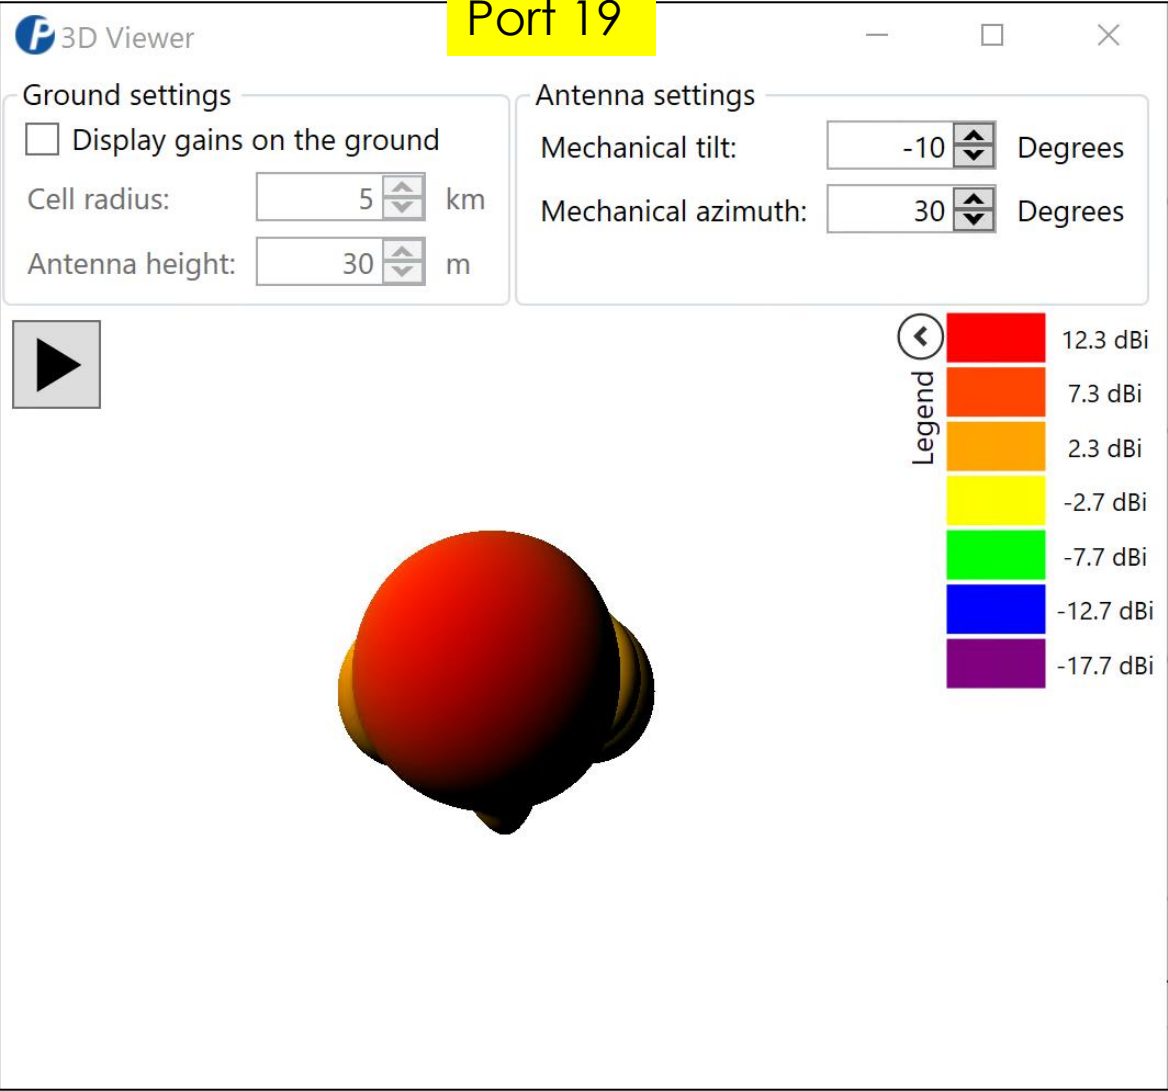 Port 19
3D Viewer
Ground settings
Display gains on the ground
Cell radius: 5 km
Antenna height: 30 m
Antenna settings
Mechanical tilt: -10 Degrees
Mechanical azimuth: 30 Degrees
Legend
12.3 dBi
7.3 dBi
2.3 dBi
-2.7 dBi
-7.7 dBi
-12.7 dBi
-17.7 dBi